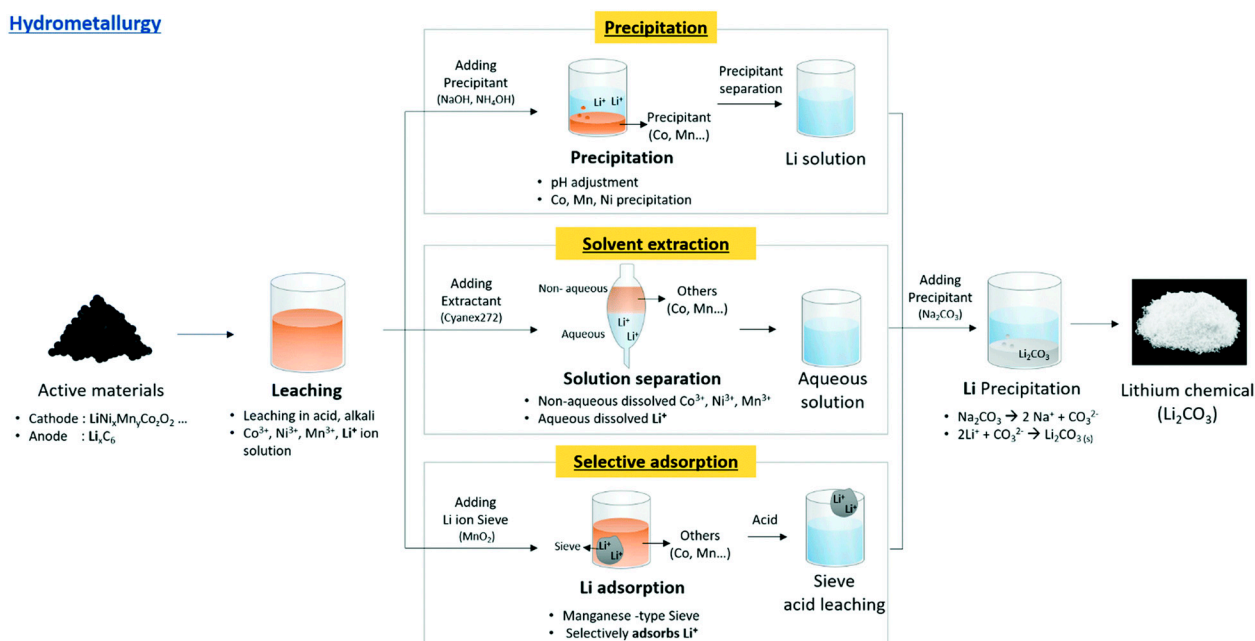 Hydrometallurgy
Precipitation
Adding
Precipitant
(NaOH, NH₄OH)
Li⁺ Li⁺
Precipitant
(Co, Mn...)
Precipitation
• pH adjustment
• Co, Mn, Ni precipitation
Precipitant
separation
Li solution
Solvent extraction
Adding
Extractant
(Cyanex272)
Non- aqueous
Aqueous
Li⁺
Li⁺
Others
(Co, Mn...)
Solution separation
• Non-aqueous dissolved Co³⁺, Ni³⁺, Mn³⁺
• Aqueous dissolved Li⁺
Aqueous
solution
Active materials
• Cathode : LiNiₓMnᵧCo₂O₂ ...
• Anode : LiₓC₆
Leaching
• Leaching in acid, alkali
• Co³⁺, Ni³⁺, Mn³⁺, Li⁺ ion
solution
Selective adsorption
Adding
Li ion Sieve
(MnO₂)
Sieve
Li⁺
Li⁺
Others
(Co, Mn...)
Li adsorption
• Manganese -type Sieve
• Selectively adsorbs Li⁺
Acid
Li⁺
Li⁺
Sieve
acid leaching
Adding
Precipitant
(Na₂CO₃)
Li₂CO₃
Li Precipitation
• Na₂CO₃ → 2 Na⁺ + CO₃²⁻
• 2Li⁺ + CO₃²⁻ → Li₂CO₃ (s)
Lithium chemical
(Li₂CO₃)